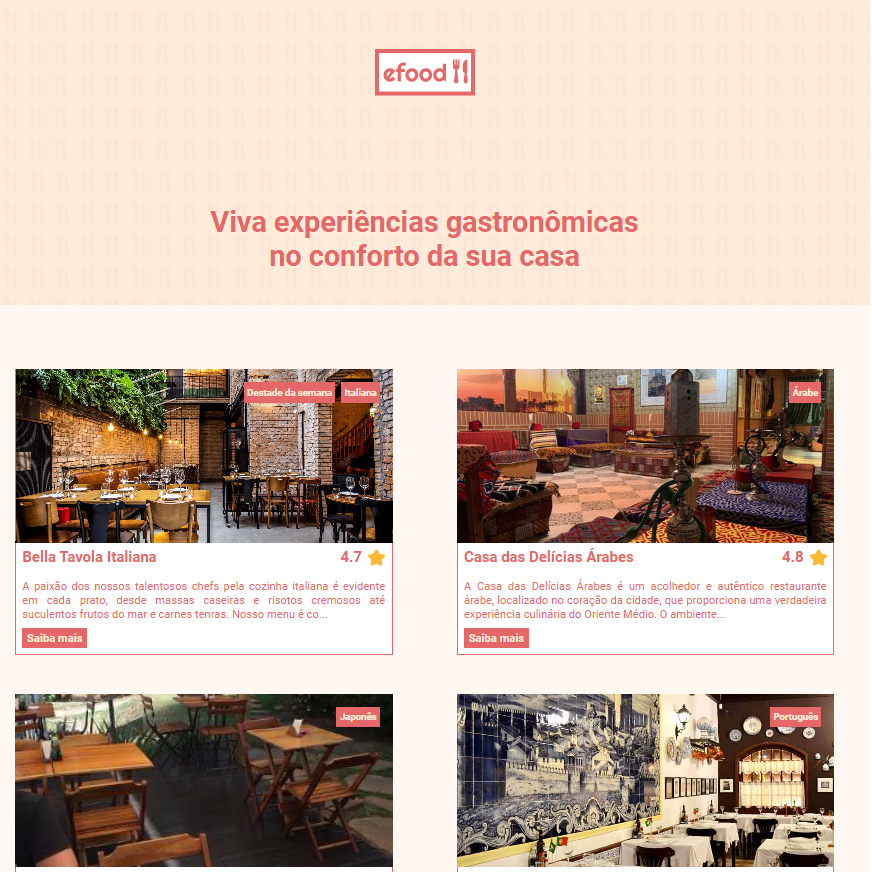 efood
Viva experiências gastronômicas
no conforto da sua casa
Destade da semana
Italiana
Bella Tavola Italiana
4.7
A paixão dos nossos talentosos chefs pela cozinha italiana é evidente
em cada prato, desde massas caseiras e risotos cremosos até
suculentos frutos do mar e carnes tenras. Nosso menu é co...
Saiba mais
Árabe
Casa das Delícias Árabes
4.8
A Casa das Delícias Árabes é um acolhedor e autêntico restaurante
árabe, localizado no coração da cidade, que proporciona uma verdadeira
experiência culinária do Oriente Médio. O ambiente...
Saiba mais
Japonês
Português